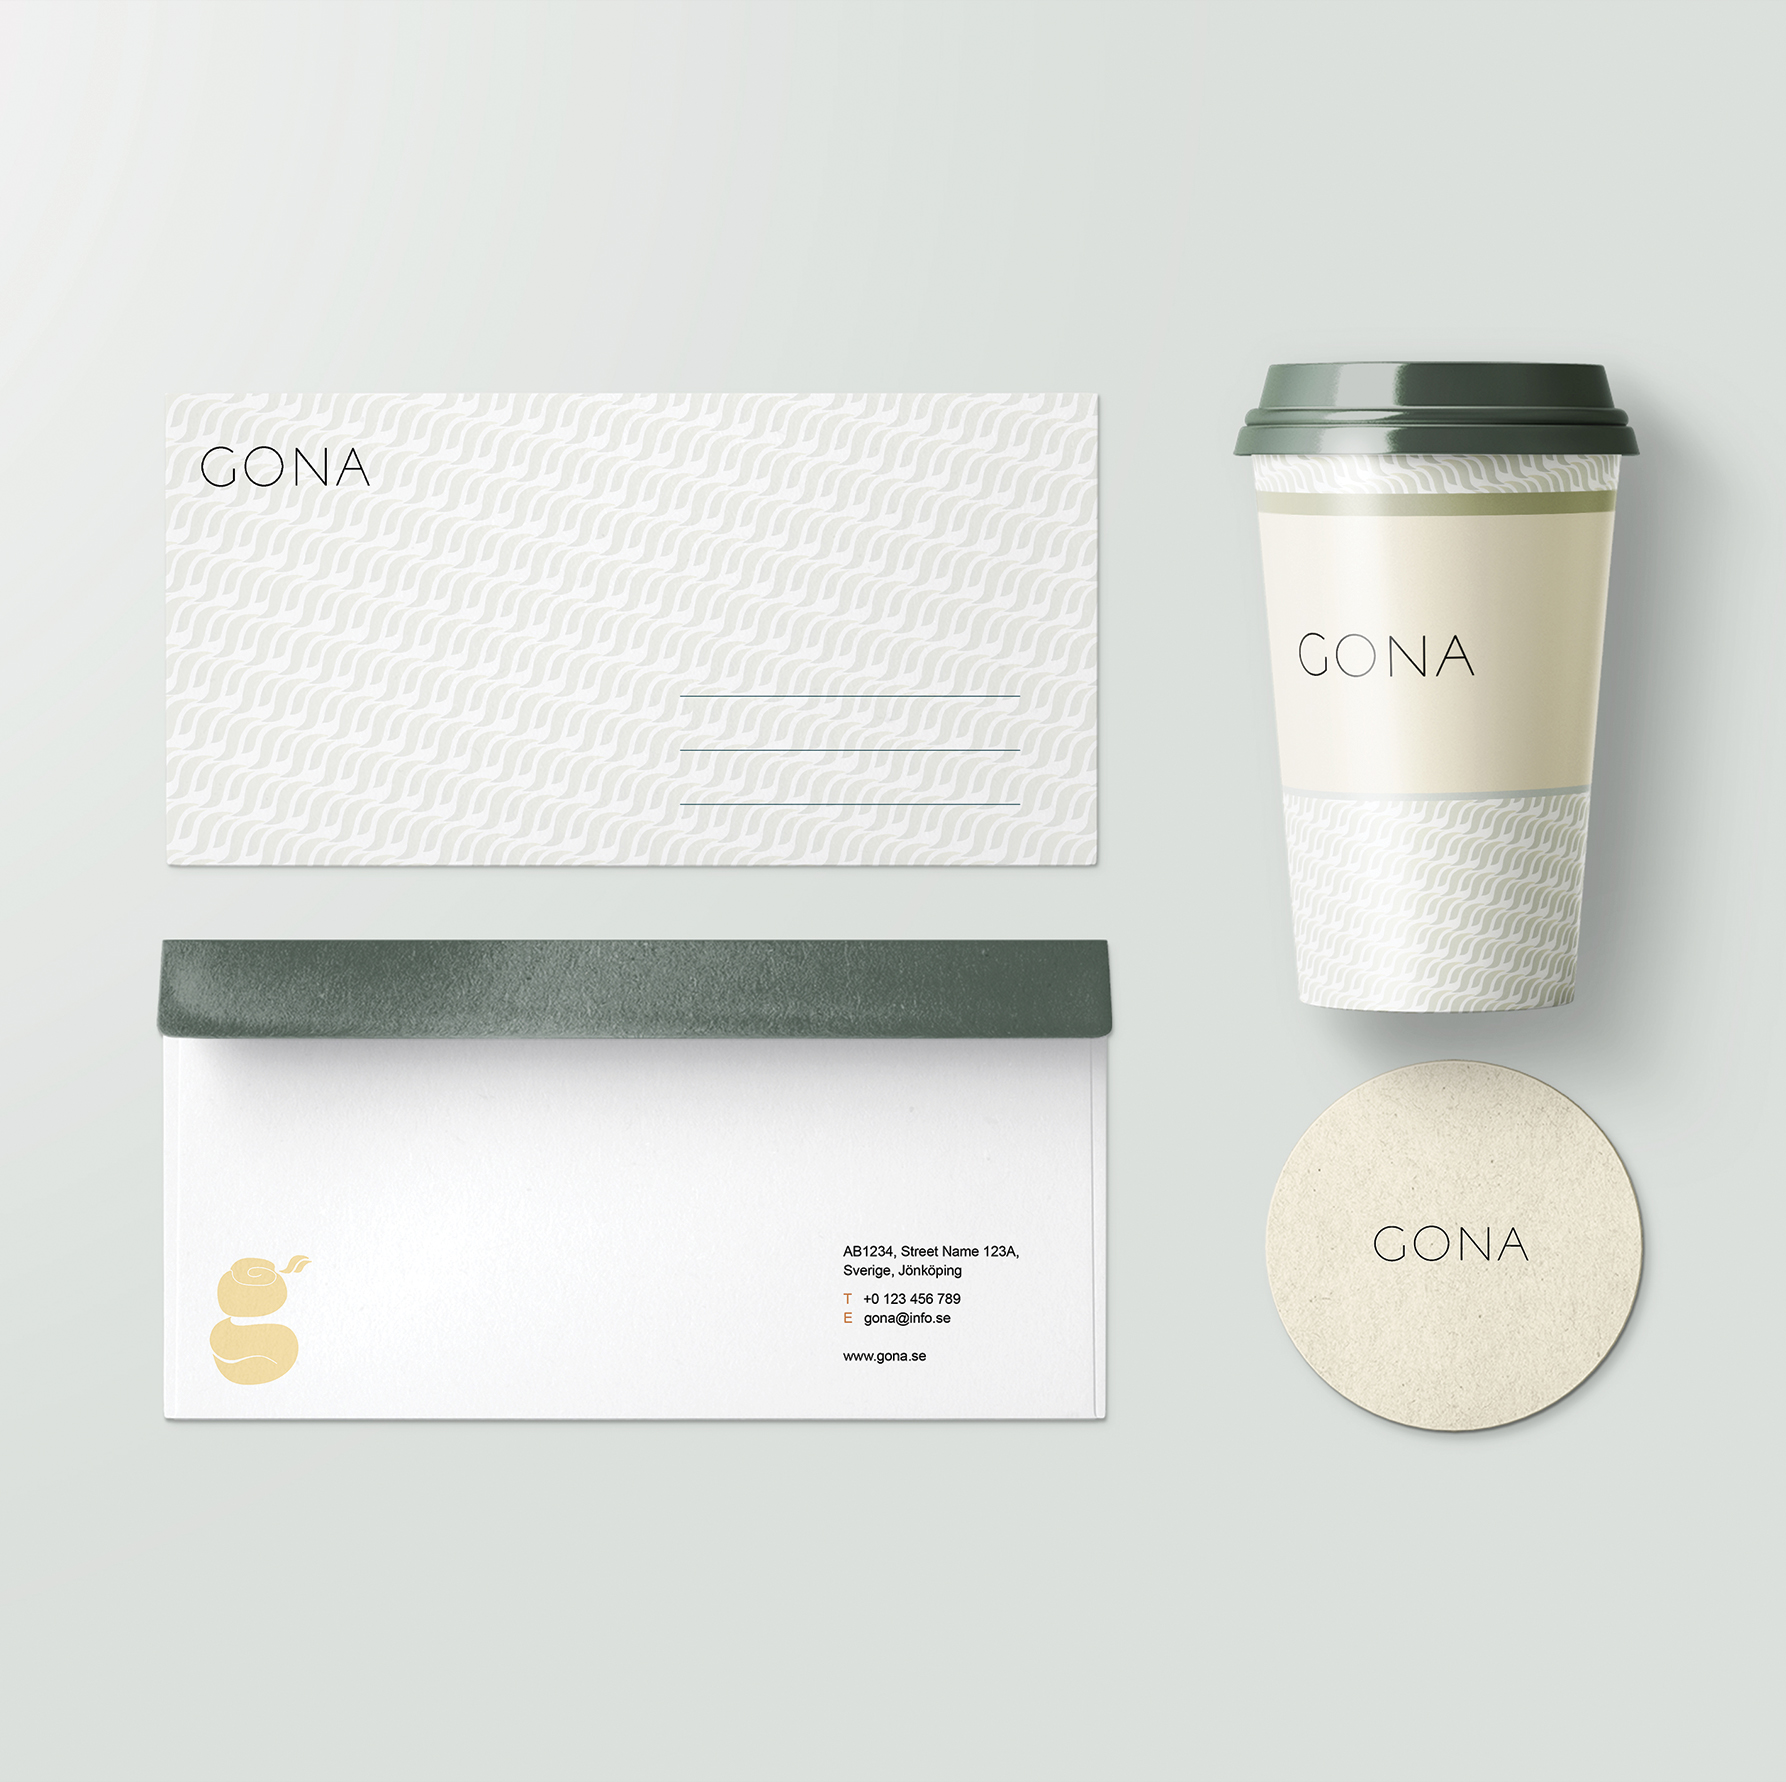 GONA
GONA
AB1234, Street Name 123A,
Sverige, Jönköping
T +0 123 456 789
E gona@info.se
www.gona.se
GONA